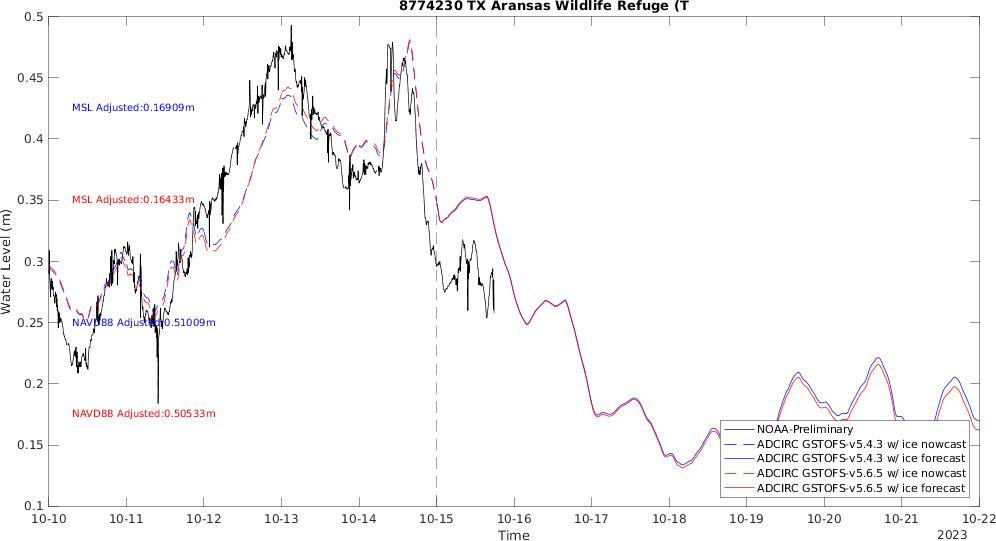 8774230 TX Aransas Wildlife Refuge (T
0.5
0.45
0.4
0.35
0.3
0.25
0.2
0.15
0.1
Water Level (m)
MSL Adjusted:0.16909m
MSL Adjusted:0.16433m
NAVD88 Adjusted:0.51009m
NAVD88 Adjusted:0.50533m
NOAA-Preliminary
ADCIRC GSTOFS-v5.4.3 w/ ice nowcast
ADCIRC GSTOFS-v5.4.3 w/ ice forecast
ADCIRC GSTOFS-v5.6.5 w/ ice nowcast
ADCIRC GSTOFS-v5.6.5 w/ ice forecast
10-10 10-11 10-12 10-13 10-14 10-15 10-16 10-17 10-18 10-19 10-20 10-21 10-22
Time
2023